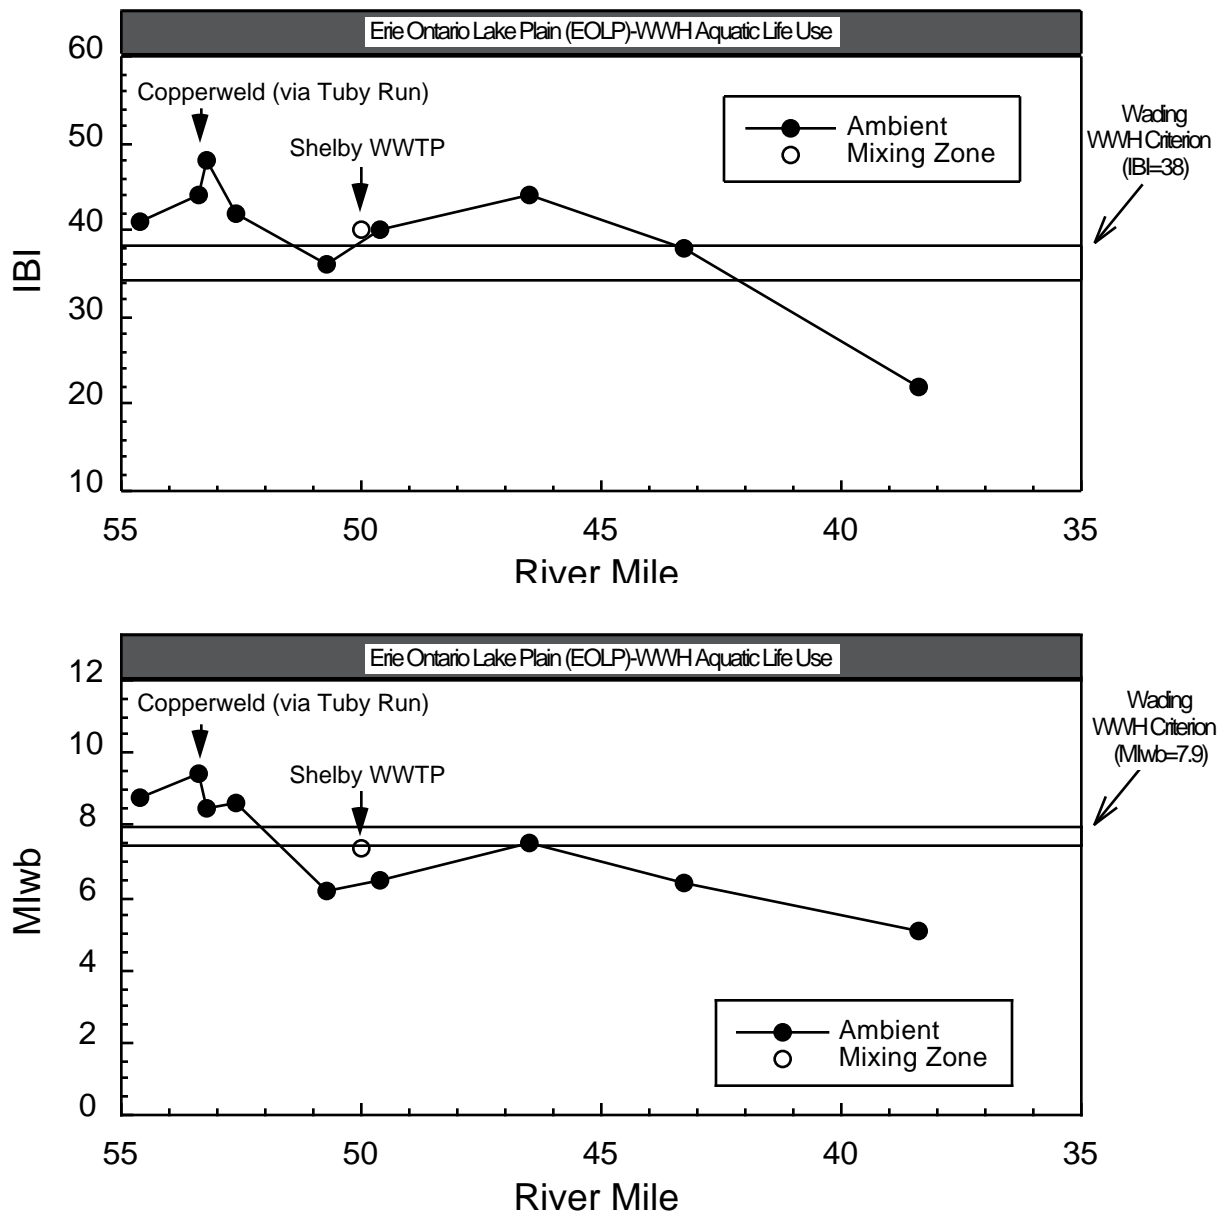 Erie Ontario Lake Plain (EOLP)-WWH Aquatic Life Use
60
50
40
30
20
10
IBI
Copperweld (via Tuby Run)
Shelby WWTP
Ambient
Mixing Zone
Wading
WWH Criterion
(IBI=38)
55
50
45
40
35
River Mile
Erie Ontario Lake Plain (EOLP)-WWH Aquatic Life Use
12
10
8
6
4
2
0
MIwb
Copperweld (via Tuby Run)
Shelby WWTP
Wading
WWH Criterion
(MIwb=7.9)
Ambient
Mixing Zone
55
50
45
40
35
River Mile